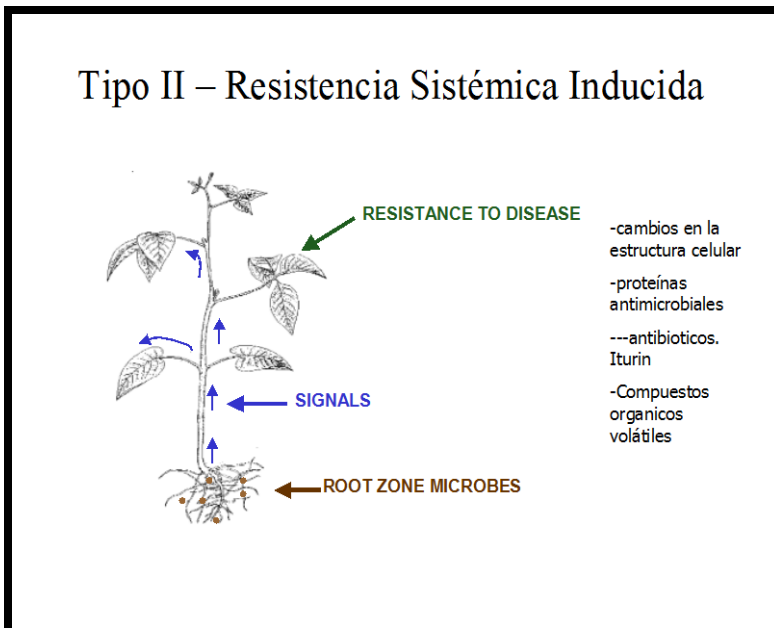 Tipo II – Resistencia Sistémica Inducida
RESISTANCE TO DISEASE
SIGNALS
ROOT ZONE MICROBES
-cambios en la
estructura celular
-proteínas
antimicrobiales
---antibioticos.
Iturin
-Compuestos
organicos
volátiles